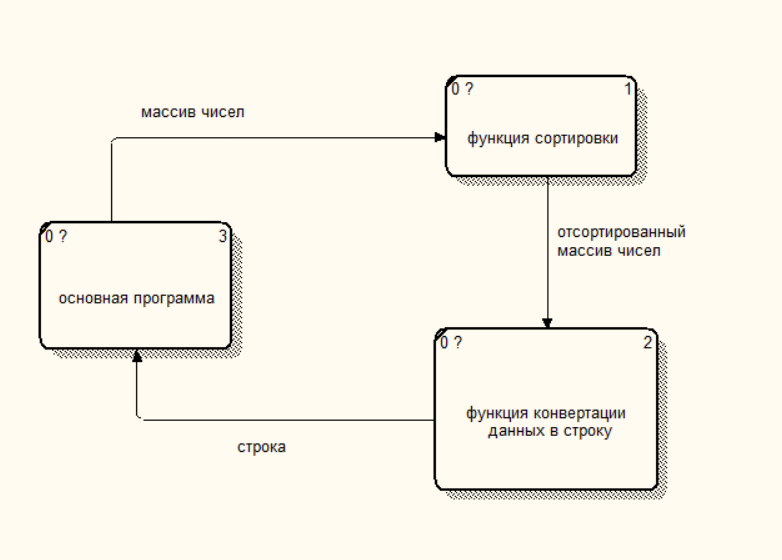 массив чисел
0 ? 1
функция сортировки
отсортированный
массив чисел
0 ? 3
основная программа
0 ? 2
функция конвертации
данных в строку
строка